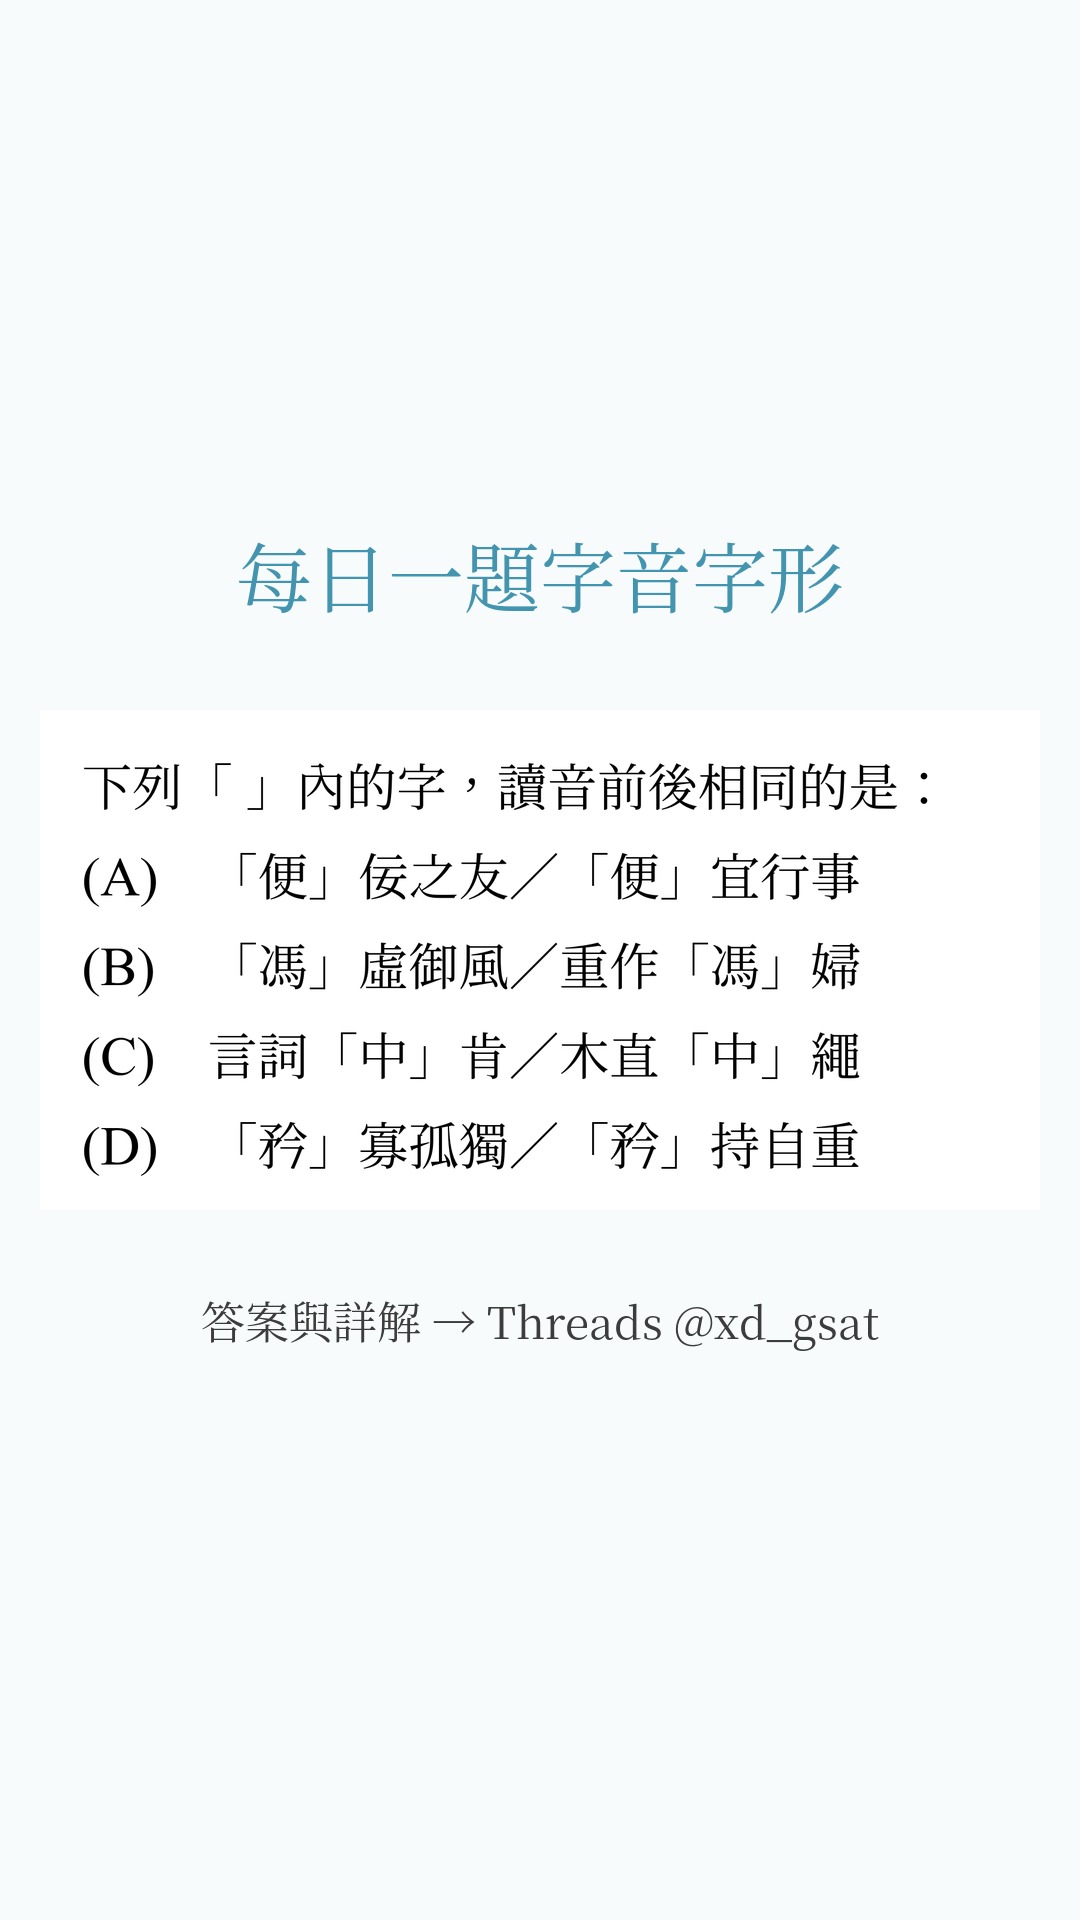 每日一題字音字形
下列「 」內的字，讀音前後相同的是：
(A) 「便」佞之友／「便」宜行事
(B) 「馮」虛御風／重作「馮」婦
(C) 言詞「中」肯／木直「中」繩
(D) 「矜」寡孤獨／「矜」持自重
答案與詳解 → Threads @xd_gsat